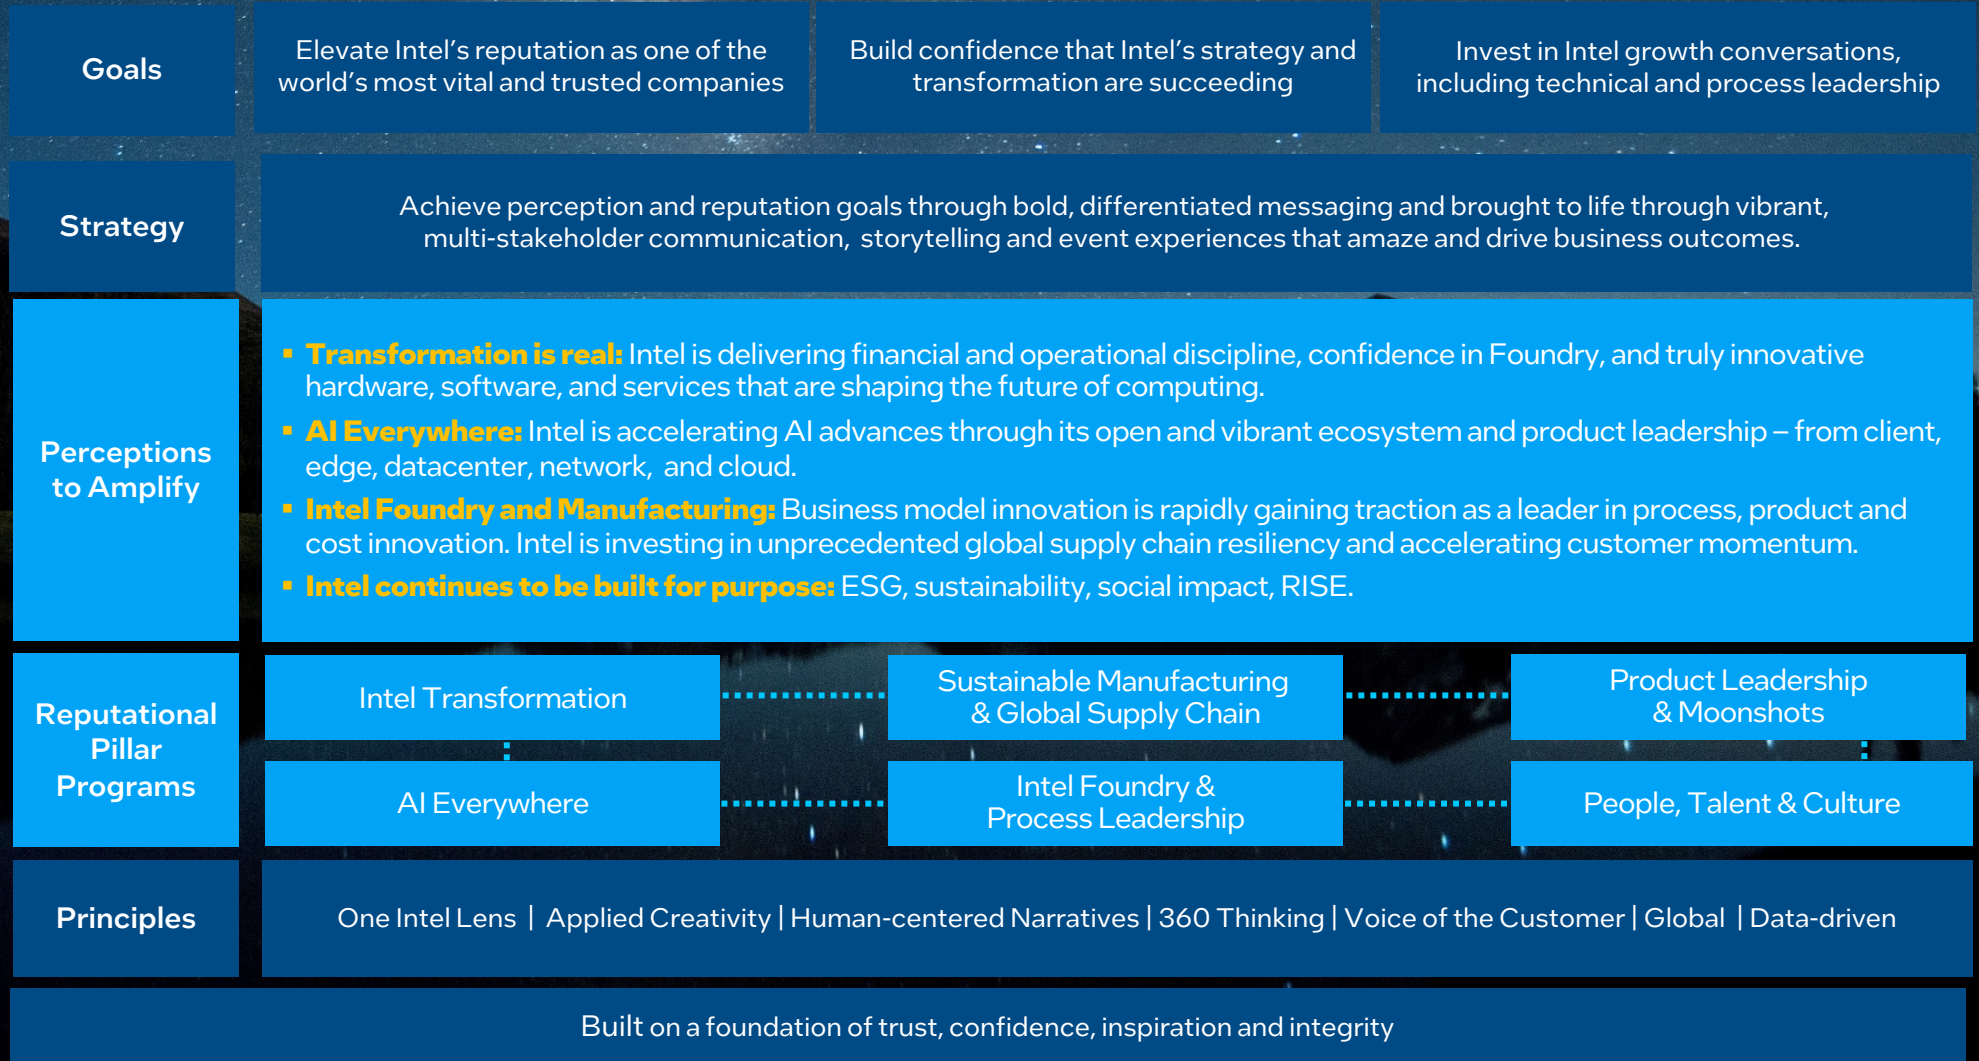 Goals
Elevate Intel's reputation as one of the
world's most vital and trusted companies
Build confidence that Intel's strategy and
transformation are succeeding
Invest in Intel growth conversations,
including technical and process leadership
Strategy
Achieve perception and reputation goals through bold, differentiated messaging and brought to life through vibrant,
multi-stakeholder communication, storytelling and event experiences that amaze and drive business outcomes.
Perceptions
to Amplify
▪ Transformation is real: Intel is delivering financial and operational discipline, confidence in Foundry, and truly innovative
hardware, software, and services that are shaping the future of computing.
▪ AI Everywhere: Intel is accelerating AI advances through its open and vibrant ecosystem and product leadership – from client,
edge, datacenter, network, and cloud.
▪ Intel Foundry and Manufacturing: Business model innovation is rapidly gaining traction as a leader in process, product and
cost innovation. Intel is investing in unprecedented global supply chain resiliency and accelerating customer momentum.
▪ Intel continues to be built for purpose: ESG, sustainability, social impact, RISE.
Reputational
Pillar
Programs
Intel Transformation
Sustainable Manufacturing
& Global Supply Chain
Product Leadership
& Moonshots
AI Everywhere
Intel Foundry &
Process Leadership
People, Talent & Culture
Principles
One Intel Lens | Applied Creativity | Human-centered Narratives | 360 Thinking | Voice of the Customer | Global | Data-driven
Built on a foundation of trust, confidence, inspiration and integrity